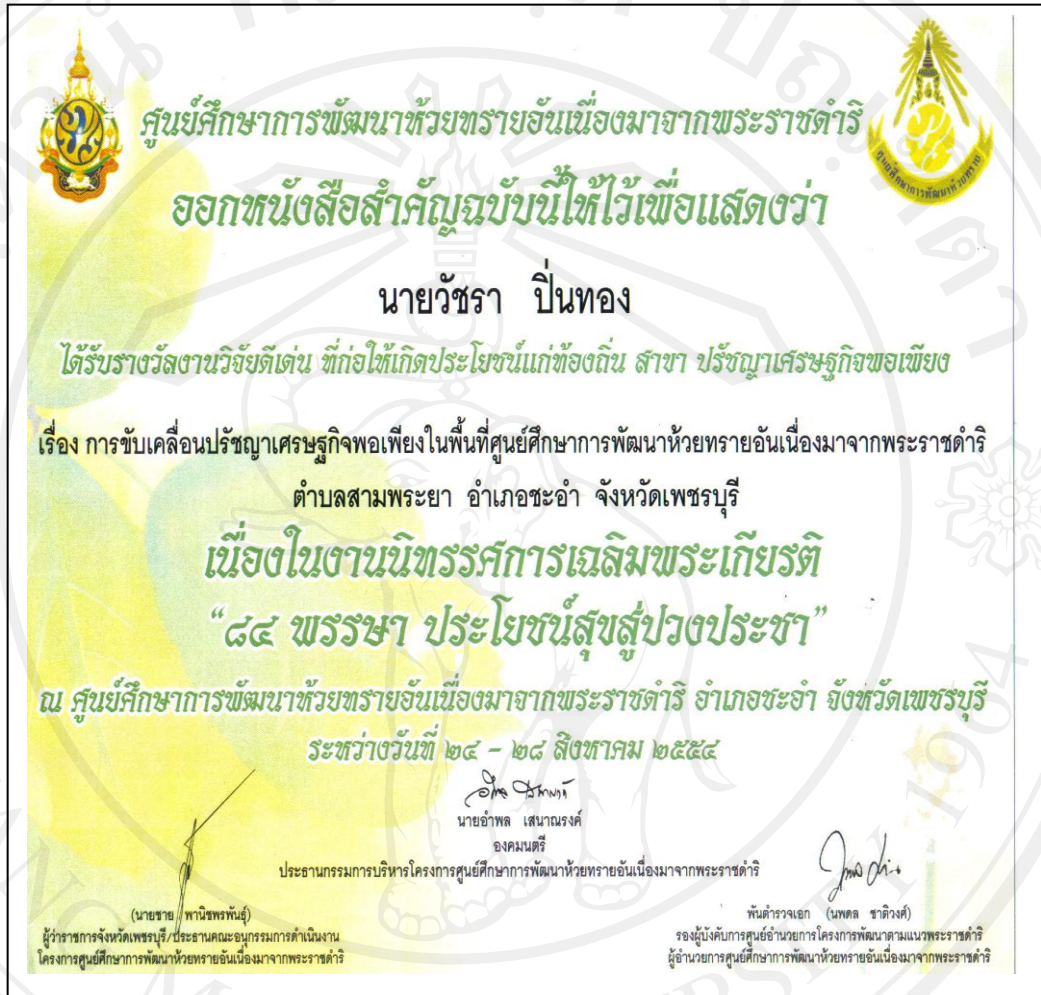 ศูนย์ศึกษาการพัฒนาห้วยทรายอันเนื่องมาจากพระราชดำริ
ศูนย์ศึกษาการพัฒนาห้วยทราย
ออกหนังสือสำคัญฉบับนี้ให้ไว้เพื่อแสดงว่า
นายวัชรา ปิ่นทอง
ได้รับรางวัลงานวิจัยดีเด่น ที่ก่อให้เกิดประโยชน์แก่ท้องถิ่น สาขา ปรัชญาเศรษฐกิจพอเพียง
เรื่อง การขับเคลื่อนปรัชญาเศรษฐกิจพอเพียงในพื้นที่ศูนย์ศึกษาการพัฒนาห้วยทรายอันเนื่องมาจากพระราชดำริ
ตำบลสามพระยา อำเภอชะอำ จังหวัดเพชรบุรี
เนื่องในงานนิทรรศการเฉลิมพระเกียรติ
“๘๔ พรรษา ประโยชน์สุขสู่ปวงประชา”
ณ ศูนย์ศึกษาการพัฒนาห้วยทรายอันเนื่องมาจากพระราชดำริ อำเภอชะอำ จังหวัดเพชรบุรี
ระหว่างวันที่ ๒๔ - ๒๘ สิงหาคม ๒๕๕๔
นายอำพล เสนาณรงค์
องคมนตรี
ประธานกรรมการบริหารโครงการศูนย์ศึกษาการพัฒนาห้วยทรายอันเนื่องมาจากพระราชดำริ
(นายชาย พานิชพรพันธุ์)
ผู้ว่าราชการจังหวัดเพชรบุรี/ประธานคณะอนุกรรมการดำเนินงาน
โครงการศูนย์ศึกษาการพัฒนาห้วยทรายอันเนื่องมาจากพระราชดำริ
พันตำรวจเอก (นพดล ชาติวงศ์)
รองผู้บังคับการศูนย์อำนวยการโครงการพัฒนาตามแนวพระราชดำริ
ผู้อำนวยการศูนย์ศึกษาการพัฒนาห้วยทรายอันเนื่องมาจากพระราชดำริ
1964